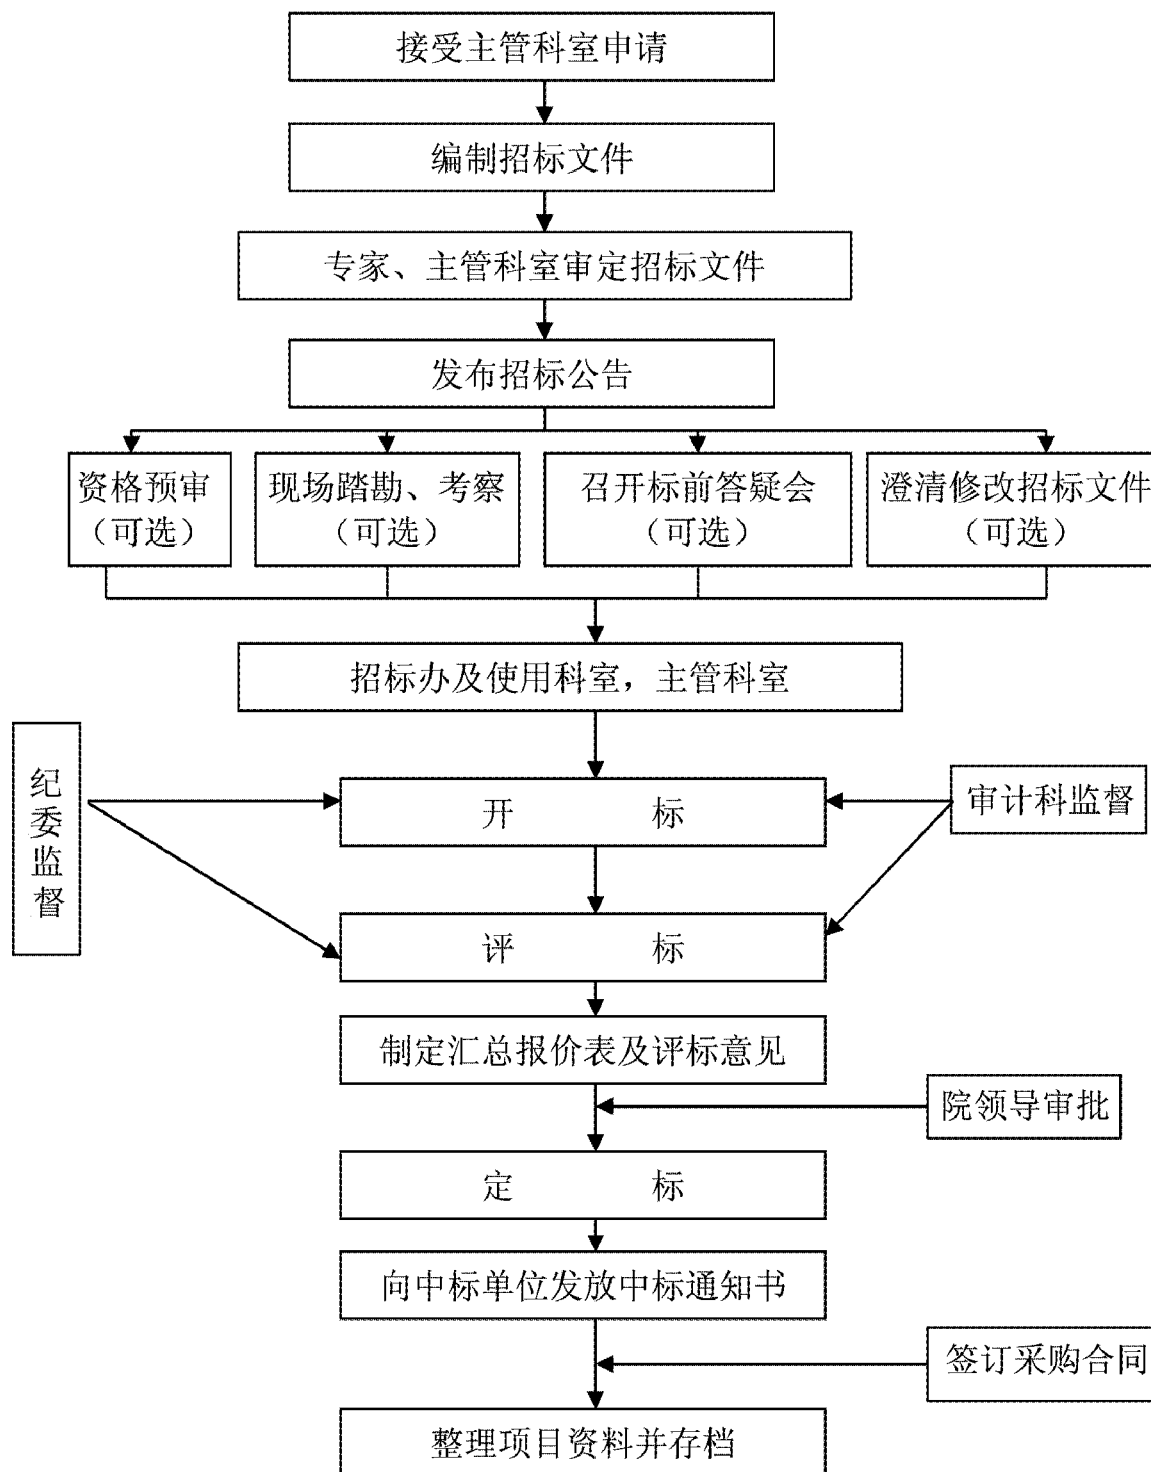 接受主管科室申请
编制招标文件
专家、主管科室审定招标文件
发布招标公告
资格预审
（可选）
现场踏勘、考察
（可选）
召开标前答疑会
（可选）
澄清修改招标文件
（可选）
招标办及使用科室，主管科室
纪委监督
开 标
审计科监督
评 标
制定汇总报价表及评标意见
院领导审批
定 标
向中标单位发放中标通知书
签订采购合同
整理项目资料并存档